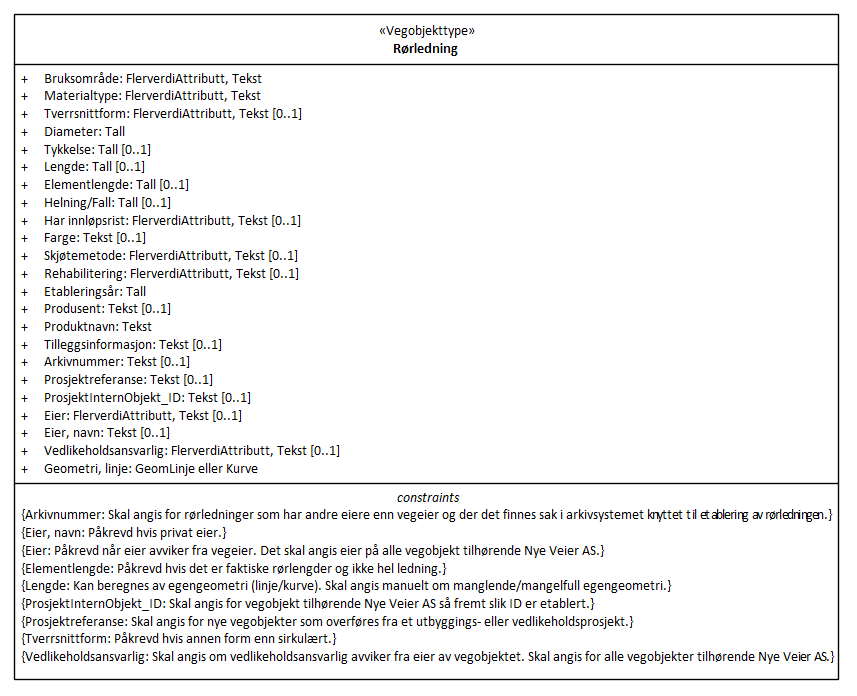 «Vegobjekttype»
Rørledning
+ Bruksområde: FlerverdiAttributt, Tekst
+ Materialtype: FlerverdiAttributt, Tekst
+ Tverrsnittform: FlerverdiAttributt, Tekst [0..1]
+ Diameter: Tall
+ Tykkelse: Tall [0..1]
+ Lengde: Tall [0..1]
+ Elementlengde: Tall [0..1]
+ Helning/Fall: Tall [0..1]
+ Har innløpsrist: FlerverdiAttributt, Tekst [0..1]
+ Farge: Tekst [0..1]
+ Skjøtemetode: FlerverdiAttributt, Tekst [0..1]
+ Rehabilitering: FlerverdiAttributt, Tekst [0..1]
+ Etableringsår: Tall
+ Produsent: Tekst [0..1]
+ Produktnavn: Tekst
+ Tilleggsinformasjon: Tekst [0..1]
+ Arkivnummer: Tekst [0..1]
+ Prosjektreferanse: Tekst [0..1]
+ ProsjektInternObjekt_ID: Tekst [0..1]
+ Eier: FlerverdiAttributt, Tekst [0..1]
+ Eier, navn: Tekst [0..1]
+ Vedlikeholdsansvarlig: FlerverdiAttributt, Tekst [0..1]
+ Geometri, linje: GeomLinje eller Kurve
constraints
{Arkivnummer: Skal angis for rørledninger som har andre eiere enn vegeier og der det finnes sak i arkivsystemet knyttet til etablering av rørledningen.}
{Eier, navn: Påkrevd hvis privat eier.}
{Eier: Påkrevd når eier avviker fra vegeier. Det skal angis eier på alle vegobjekt tilhørende Nye Veier AS.}
{Elementlengde: Påkrevd hvis det er faktiske rørlengder og ikke hel ledning.}
{Lengde: Kan beregnes av egengeometri (linje/kurve). Skal angis manuelt om manglende/mangelfull egengeometri.}
{ProsjektInternObjekt_ID: Skal angis for vegobjekt tilhørende Nye Veier AS så fremt slik ID er etablert.}
{Prosjektreferanse: Skal angis for nye vegobjekter som overføres fra et utbyggings- eller vedlikeholdsprosjekt.}
{Tverrsnittform: Påkrevd hvis annen form enn sirkulært.}
{Vedlikeholdsansvarlig: Skal angis om vedlikeholdsansvarlig avviker fra eier av vegobjektet. Skal angis for alle vegobjekter tilhørende Nye Veier AS.}